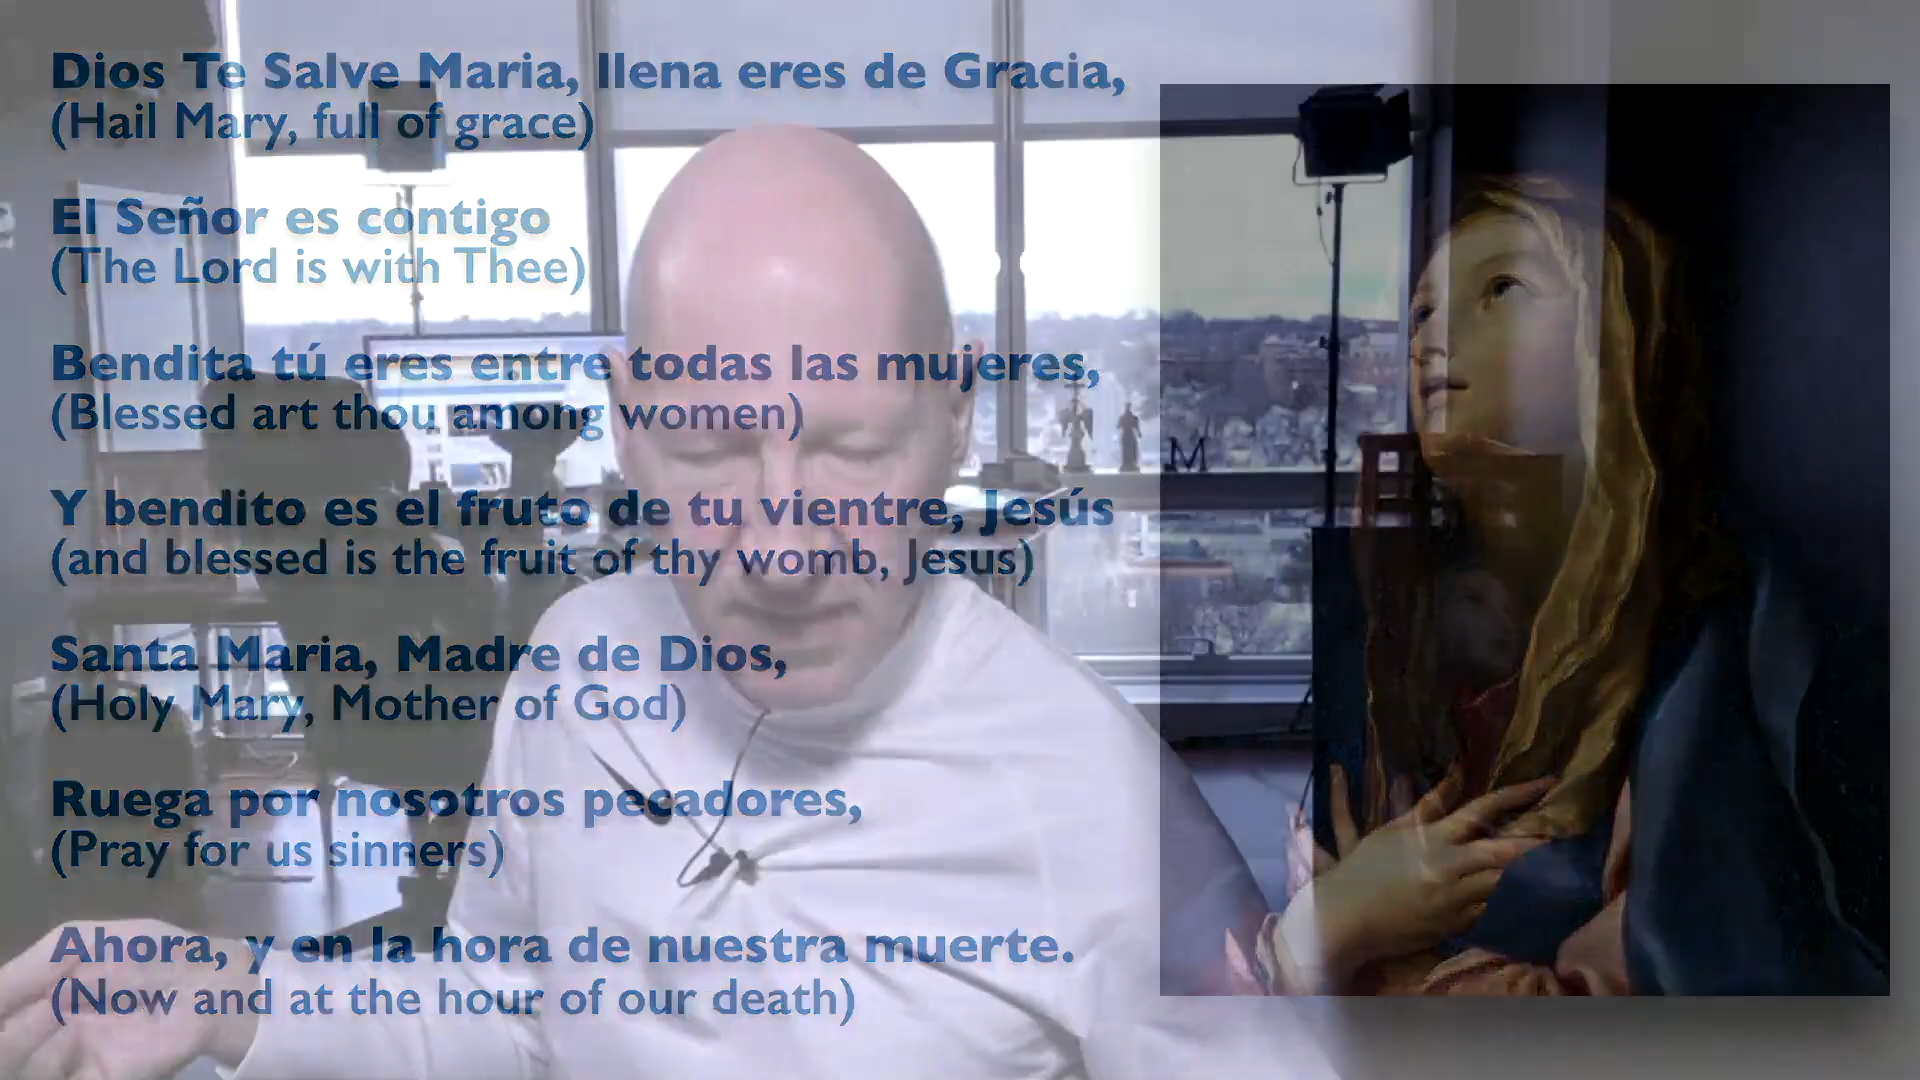 Dios Te Salve Maria, llena eres de Gracia,
(Hail Mary, full of grace)
El Señor es contigo
(The Lord is with Thee)
Bendita tú eres entre todas las mujeres,
(Blessed art thou among women)
Y bendito es el fruto de tu vientre, Jesús
(and blessed is the fruit of thy womb, Jesus)
Santa Maria, Madre de Dios,
(Holy Mary, Mother of God)
Ruega por nosotros pecadores,
(Pray for us sinners)
Ahora, y en la hora de nuestra muerte.
(Now and at the hour of our death)
M